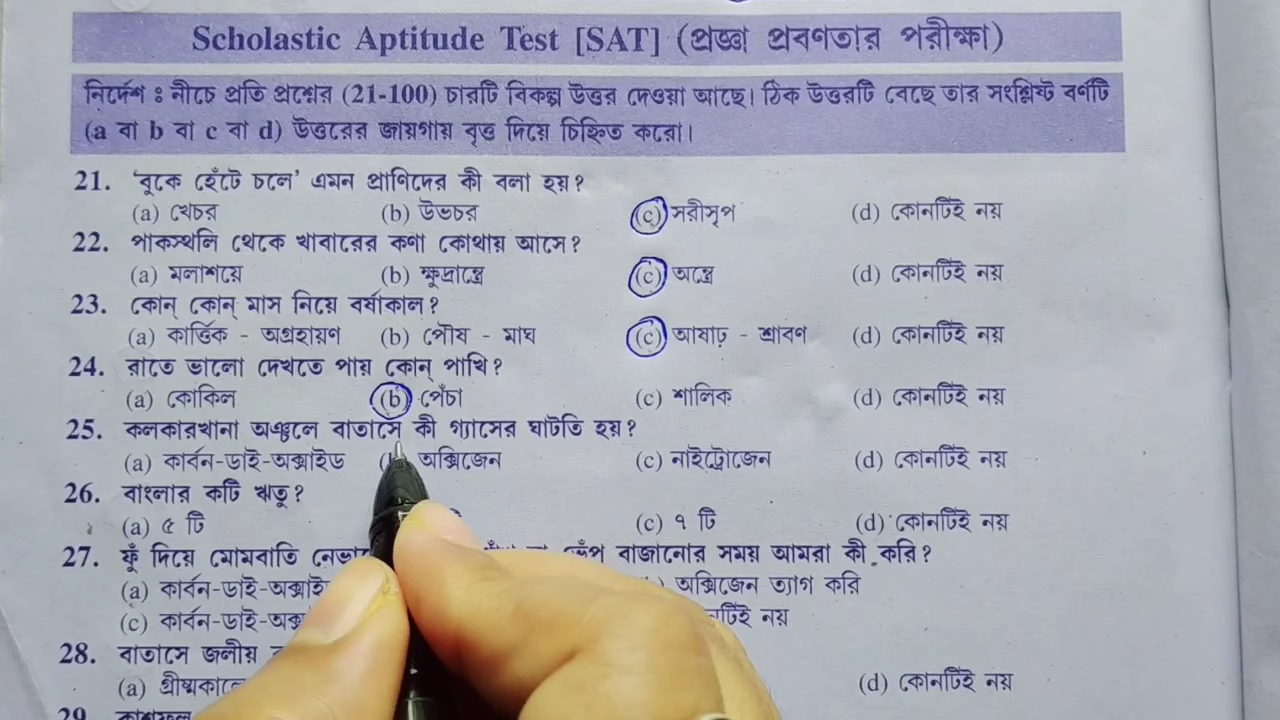 Scholastic Aptitude Test [SAT] (প্রজ্ঞা প্রবণতার পরীক্ষা)
নির্দেশ ঃ নীচে প্রতি প্রশ্নের (21-100) চারটি বিকল্প উত্তর দেওয়া আছে। ঠিক উত্তরটি বেছে তার সংশ্লিষ্ট বর্ণটি
(a বা b বা c বা d) উত্তরের জায়গায় বৃত্ত দিয়ে চিহ্নিত করো।
21. 'বুকে হেঁটে চলে' এমন প্রাণিদের কী বলা হয়?
(a) খেচর (b) উভচর (c) সরীসৃপ (d) কোনটিই নয়
22. পাকস্থলি থেকে খাবারের কণা কোথায় আসে?
(a) মলাশয়ে (b) ক্ষুদ্রান্ত্রে (c) অন্ত্রে (d) কোনটিই নয়
23. কোন্ কোন্ মাস নিয়ে বর্ষাকাল?
(a) কার্ত্তিক - অগ্রহায়ণ (b) পৌষ - মাঘ (c) আষাঢ় - শ্রাবণ (d) কোনটিই নয়
24. রাতে ভালো দেখতে পায় কোন্ পাখি?
(a) কোকিল (b) পেঁচা (c) শালিক (d) কোনটিই নয়
25. কলকারখানা অঞ্চলে বাতাসে কী গ্যাসের ঘাটতি হয়?
(a) কার্বন-ডাই-অক্সাইড অক্সিজেন (c) নাইট্রোজেন (d) কোনটিই নয়
26. বাংলার কটি ঋতু?
(a) ৫ টি (c) ৭ টি (d) কোনটিই নয়
27. ফুঁ দিয়ে মোমবাতি বাজানোর সময় আমরা কী করি?
(a) কার্বন-ডাই- অক্সিজেন ত্যাগ করি
(c) কার্বন-ডাই- নয়
28. বাতাসে জলীয়
(a) (d) কোনটিই নয়
29.